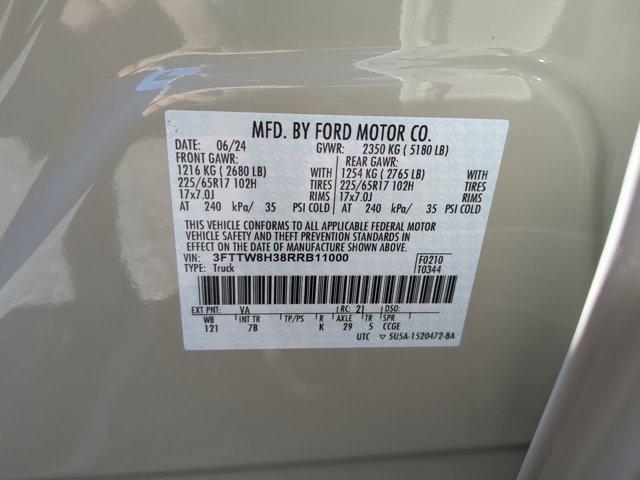 MFD. BY FORD MOTOR CO.
DATE: 06/24 GVWR: 2350 KG ( 5180 LB)
FRONT GAWR: REAR GAWR:
1216 KG ( 2680 LB) WITH 1254 KG ( 2765 LB) WITH
225/65R17 102H TIRES 225/65R17 102H TIRES
17x7.0J RIMS 17x7.0J RIMS
AT 240 kPa/ 35 PSI COLD AT 240 kPa/ 35 PSI COLD
THIS VEHICLE CONFORMS TO ALL APPLICABLE FEDERAL MOTOR
VEHICLE SAFETY AND THEFT PREVENTION STANDARDS IN
EFFECT ON THE DATE OF MANUFACTURE SHOWN ABOVE.
VIN: 3FTTW8H38RRB11000 F0210
TYPE: Truck T0344
EXT PNT: VA RC: 21 DSO:
WB INT TR TP/PS R AXLE TR SPR
121 7B K 29 5 CCGE
UTC ▽ 5U5A-1520472-BA